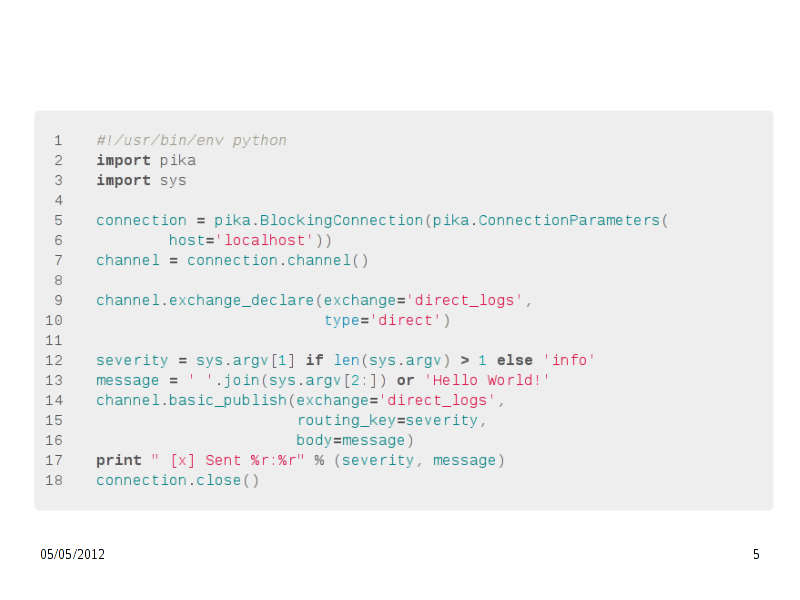 1 #!/usr/bin/env python
2 import pika
3 import sys
4
5 connection = pika.BlockingConnection(pika.ConnectionParameters(
6         host='localhost'))
7 channel = connection.channel()
8
9 channel.exchange_declare(exchange='direct_logs',
10                          type='direct')
11
12 severity = sys.argv[1] if len(sys.argv) > 1 else 'info'
13 message = ' '.join(sys.argv[2:]) or 'Hello World!'
14 channel.basic_publish(exchange='direct_logs',
15                       routing_key=severity,
16                       body=message)
17 print " [x] Sent %r:%r" % (severity, message)
18 connection.close()
05/05/2012 5